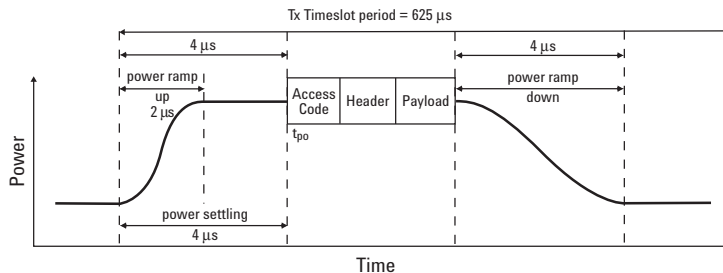 Tx Timeslot period = 625 μs
4 μs
4 μs
power ramp
up
2 μs
Access
Code
Header
Payload
power ramp
down
t_po
Power
power settling
4 μs
Time